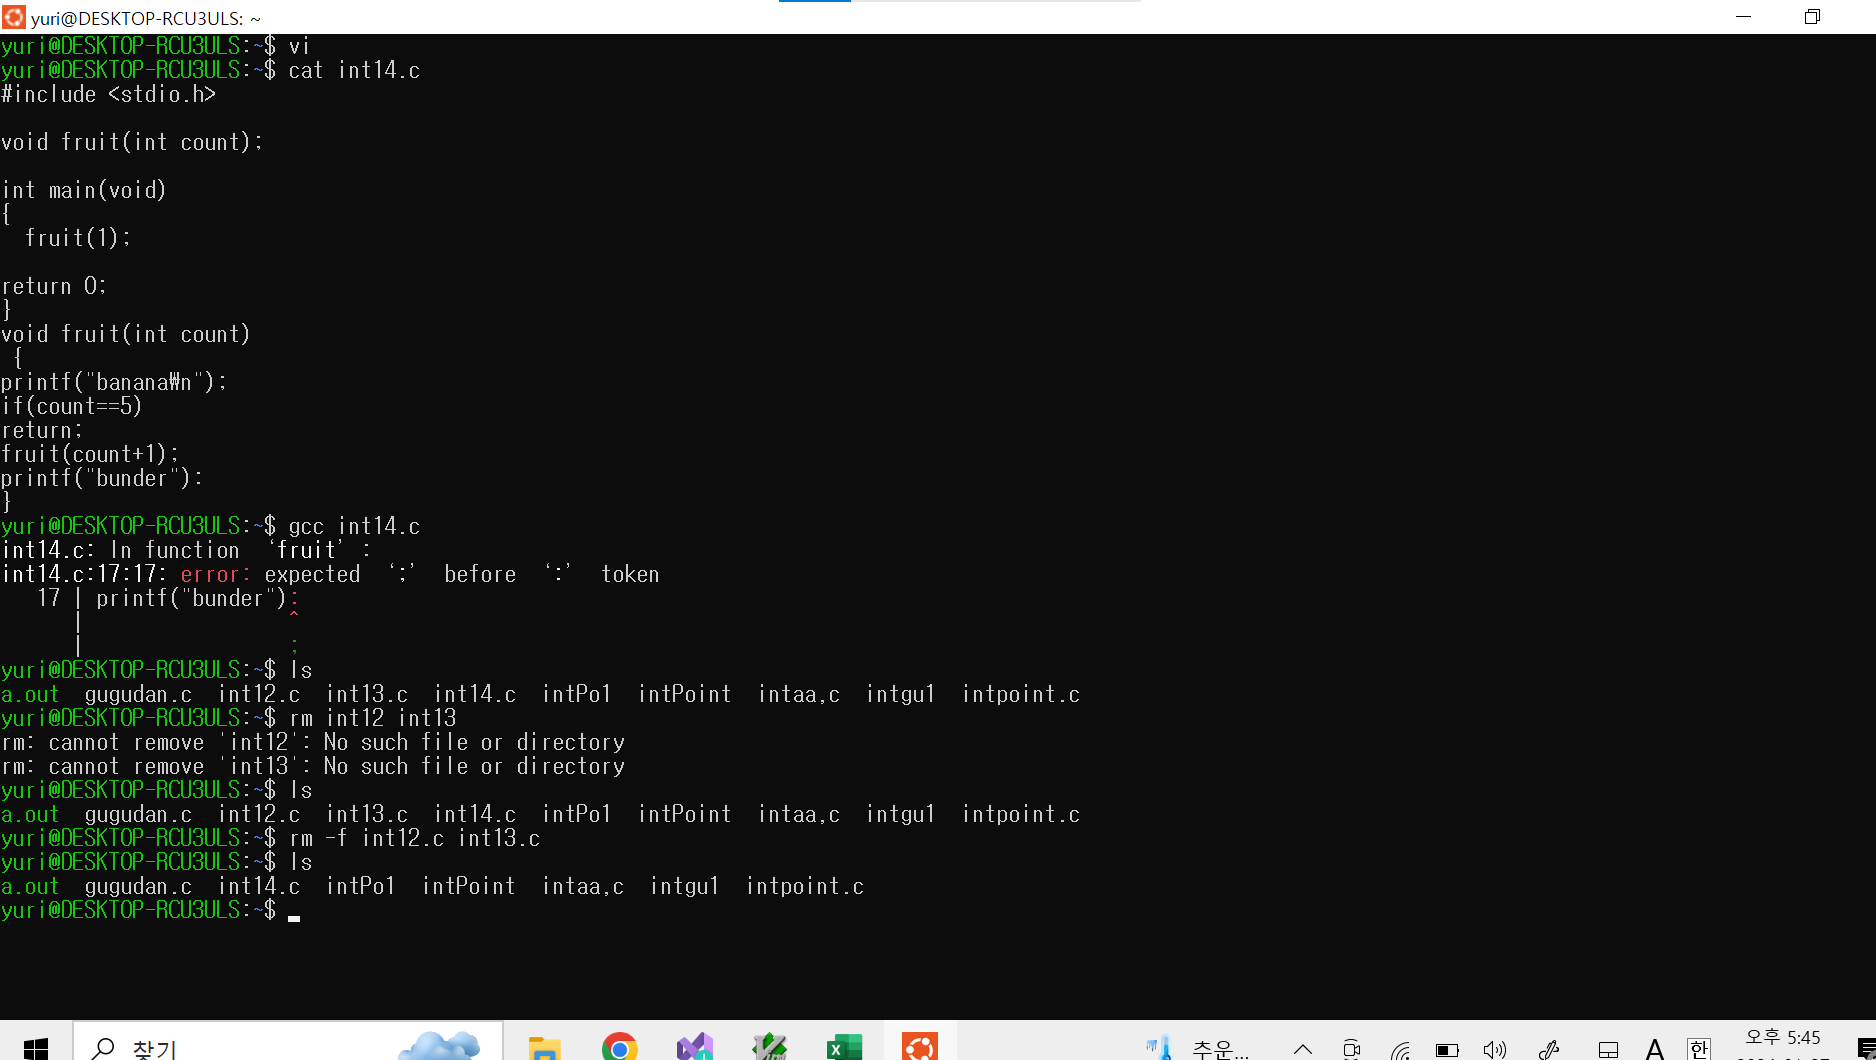 yuri@DESKTOP-RCU3ULS: ~
yuri@DESKTOP-RCU3ULS:~$ vi
yuri@DESKTOP-RCU3ULS:~$ cat int14.c
#include <stdio.h>
void fruit(int count);
int main(void)
{
  fruit(1);
return 0;
}
void fruit(int count)
 {
printf("banana₩n");
if(count==5)
return;
fruit(count+1);
printf("bunder"):
}
yuri@DESKTOP-RCU3ULS:~$ gcc int14.c
int14.c: In function ‘fruit’:
int14.c:17:17: error: expected ‘;’ before ‘:’ token
   17 | printf("bunder"):
      |                 ^
      |                 ;
yuri@DESKTOP-RCU3ULS:~$ ls
a.out  gugudan.c  int12.c  int13.c  int14.c  intPo1  intPoint  intaa,c  intgu1  intpoint.c
yuri@DESKTOP-RCU3ULS:~$ rm int12 int13
rm: cannot remove 'int12': No such file or directory
rm: cannot remove 'int13': No such file or directory
yuri@DESKTOP-RCU3ULS:~$ ls
a.out  gugudan.c  int12.c  int13.c  int14.c  intPo1  intPoint  intaa,c  intgu1  intpoint.c
yuri@DESKTOP-RCU3ULS:~$ rm -f int12.c int13.c
yuri@DESKTOP-RCU3ULS:~$ ls
a.out  gugudan.c  int14.c  intPo1  intPoint  intaa,c  intgu1  intpoint.c
yuri@DESKTOP-RCU3ULS:~$
찾기
추운...
A
한
오후 5:45